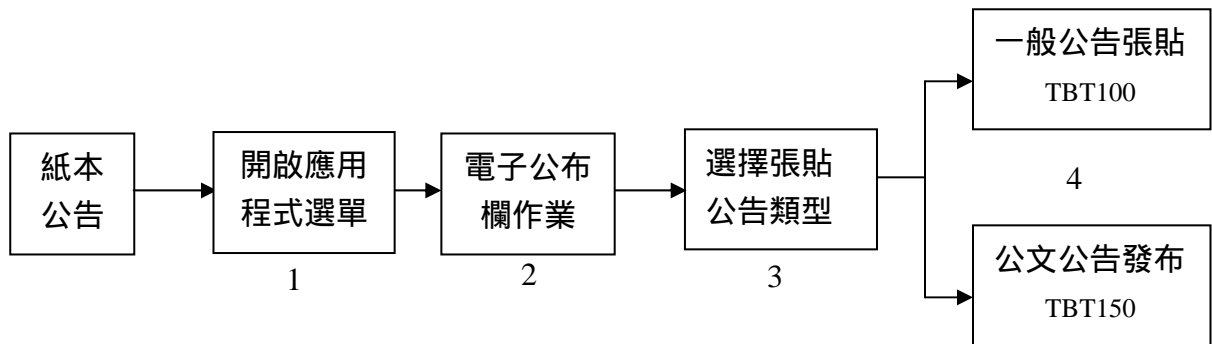 紙本
公告
開啟應用
程式選單
1
電子公布
欄作業
2
選擇張貼
公告類型
3
一般公告張貼
TBT100
4
公文公告發布
TBT150